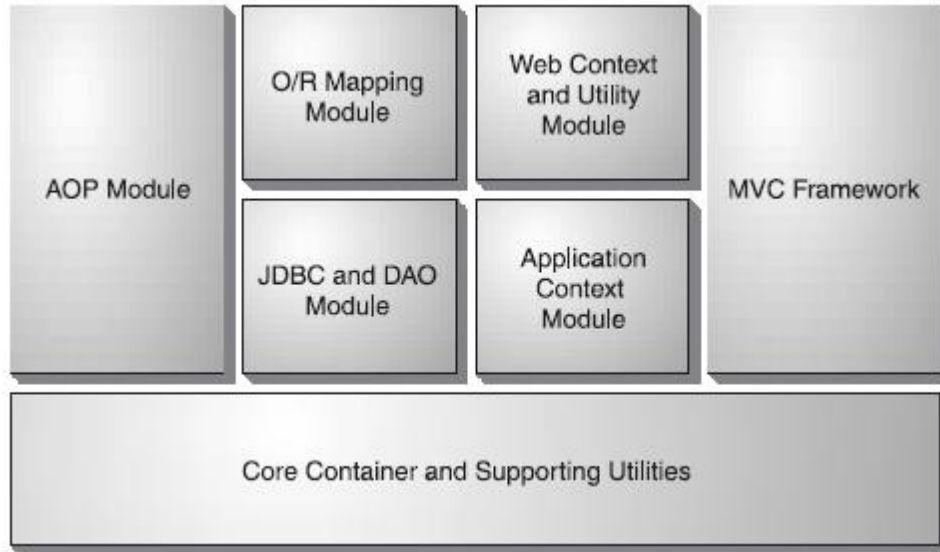 O/R Mapping
Module
Web Context
and Utility
Module
AOP Module
MVC Framework
JDBC and DAO
Module
Application
Context
Module
Core Container and Supporting Utilities